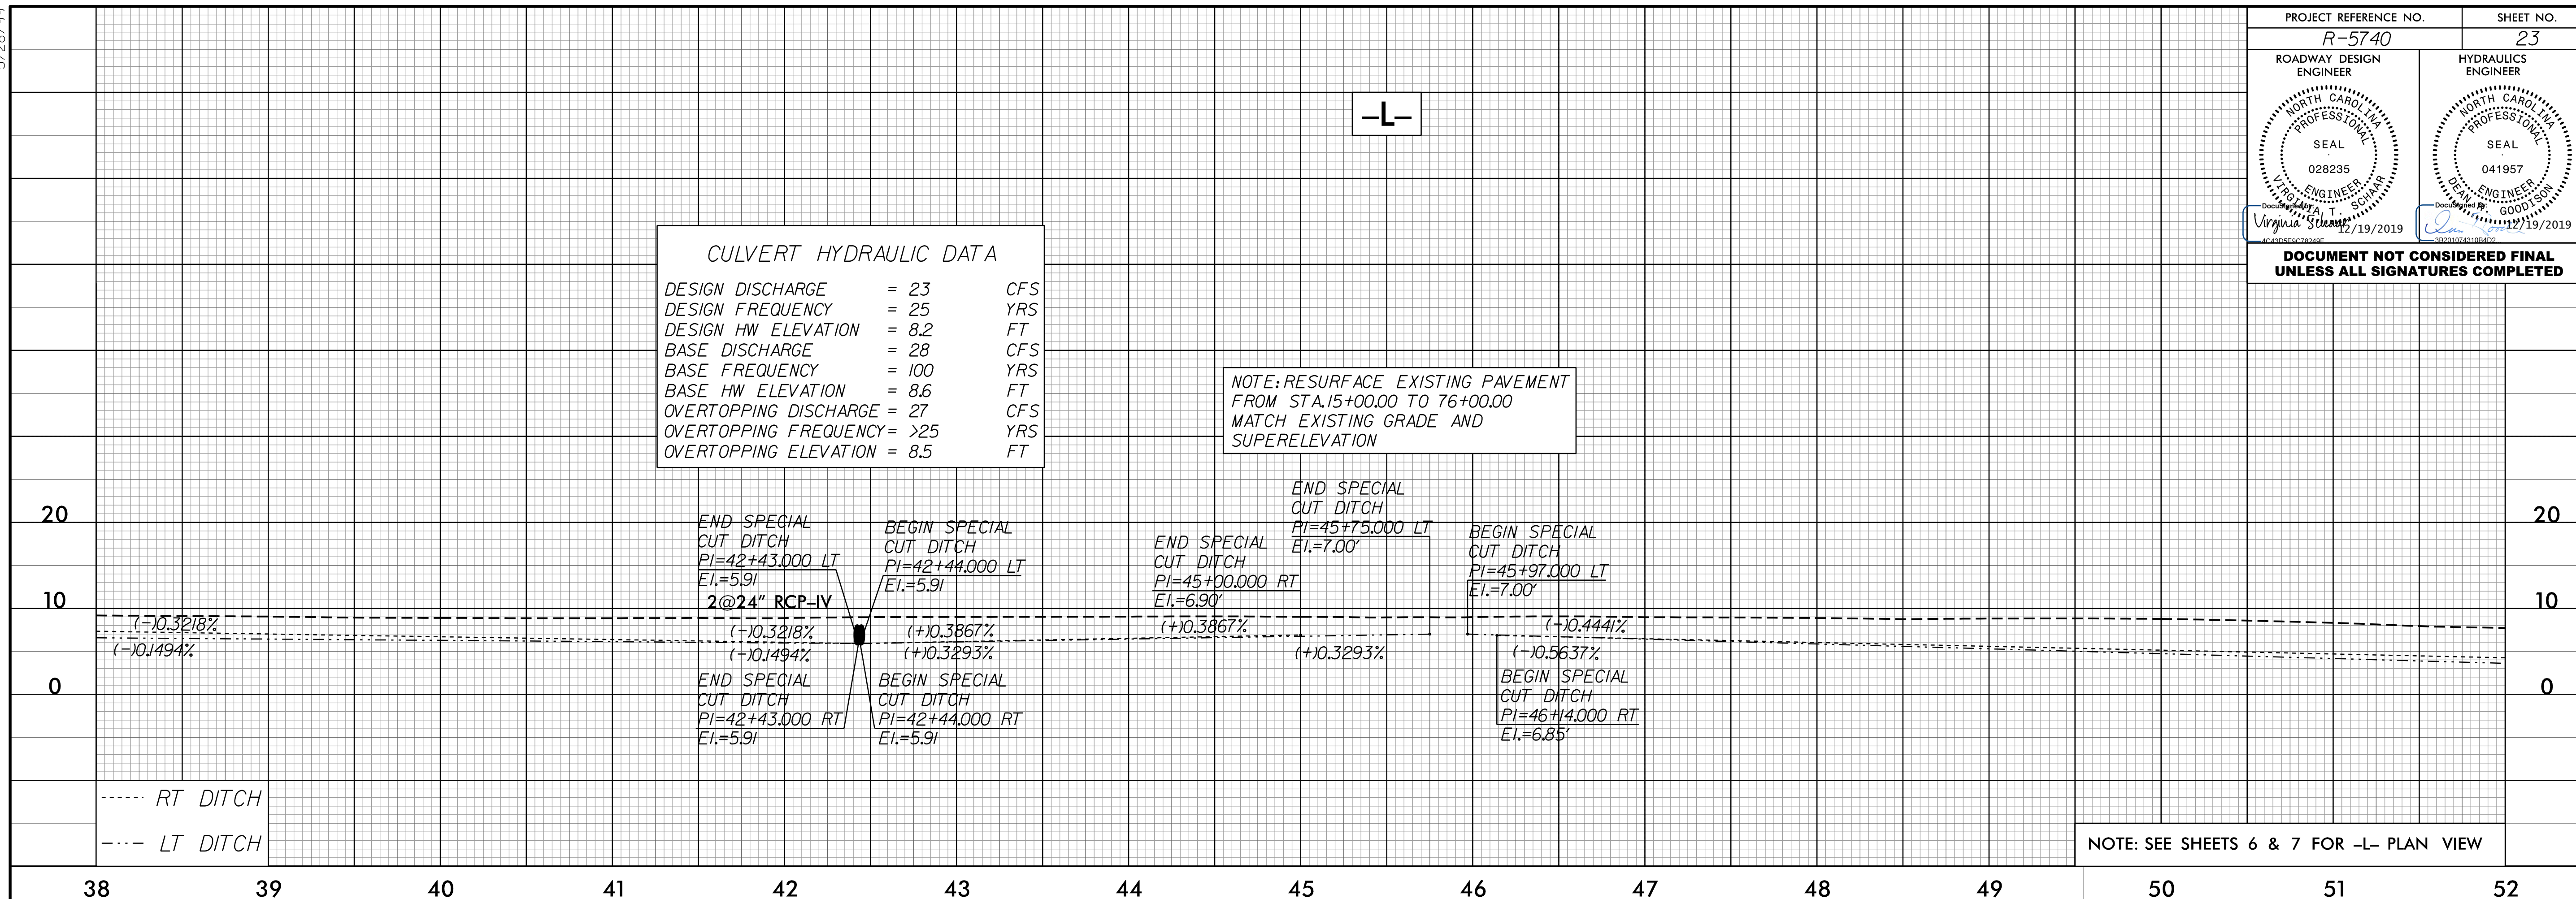 PROJECT REFERENCE NO.
SHEET NO.
R-5740
23
ROADWAY DESIGN
ENGINEER
HYDRAULICS
ENGINEER
NORTH CAROLINA
PROFESSIONAL
SEAL
028235
ENGINEER
VIRGINIA T. SCHAAR
NORTH CAROLINA
PROFESSIONAL
SEAL
041957
ENGINEER
DEAN R. GOODISON
DocuSigned by:
Virginia Schaar
12/19/2019
4C43D5E9C78249F
DocuSigned by:
12/19/2019
3B201074310B4D2
DOCUMENT NOT CONSIDERED FINAL
UNLESS ALL SIGNATURES COMPLETED
–L–
CULVERT HYDRAULIC DATA
DESIGN DISCHARGE = 23 CFS
DESIGN FREQUENCY = 25 YRS
DESIGN HW ELEVATION = 8.2 FT
BASE DISCHARGE = 28 CFS
BASE FREQUENCY = 100 YRS
BASE HW ELEVATION = 8.6 FT
OVERTOPPING DISCHARGE = 27 CFS
OVERTOPPING FREQUENCY= >25 YRS
OVERTOPPING ELEVATION = 8.5 FT
NOTE: RESURFACE EXISTING PAVEMENT
FROM STA.15+00.00 TO 76+00.00
MATCH EXISTING GRADE AND
SUPERELEVATION
20
10
0
20
10
0
END SPECIAL
CUT DITCH
PI=42+43.000 LT
El.=5.91
BEGIN SPECIAL
CUT DITCH
PI=42+44.000 LT
El.=5.91
2@24" RCP–IV
END SPECIAL
CUT DITCH
PI=45+00.000 RT
El.=6.90'
END SPECIAL
CUT DITCH
PI=45+75.000 LT
El.=7.00'
BEGIN SPECIAL
CUT DITCH
PI=45+97.000 LT
El.=7.00'
(-)0.3218%
(-)0.1494%
(-)0.3218%
(-)0.1494%
(+)0.3867%
(+)0.3293%
(+)0.3867%
(+)0.3293%
(-)0.4441%
(-)0.5637%
END SPECIAL
CUT DITCH
PI=42+43.000 RT
El.=5.91
BEGIN SPECIAL
CUT DITCH
PI=42+44.000 RT
El.=5.91
BEGIN SPECIAL
CUT DITCH
PI=46+14.000 RT
El.=6.85'
RT DITCH
LT DITCH
NOTE: SEE SHEETS 6 & 7 FOR –L– PLAN VIEW
38 39 40 41 42 43 44 45 46 47 48 49 50 51 52